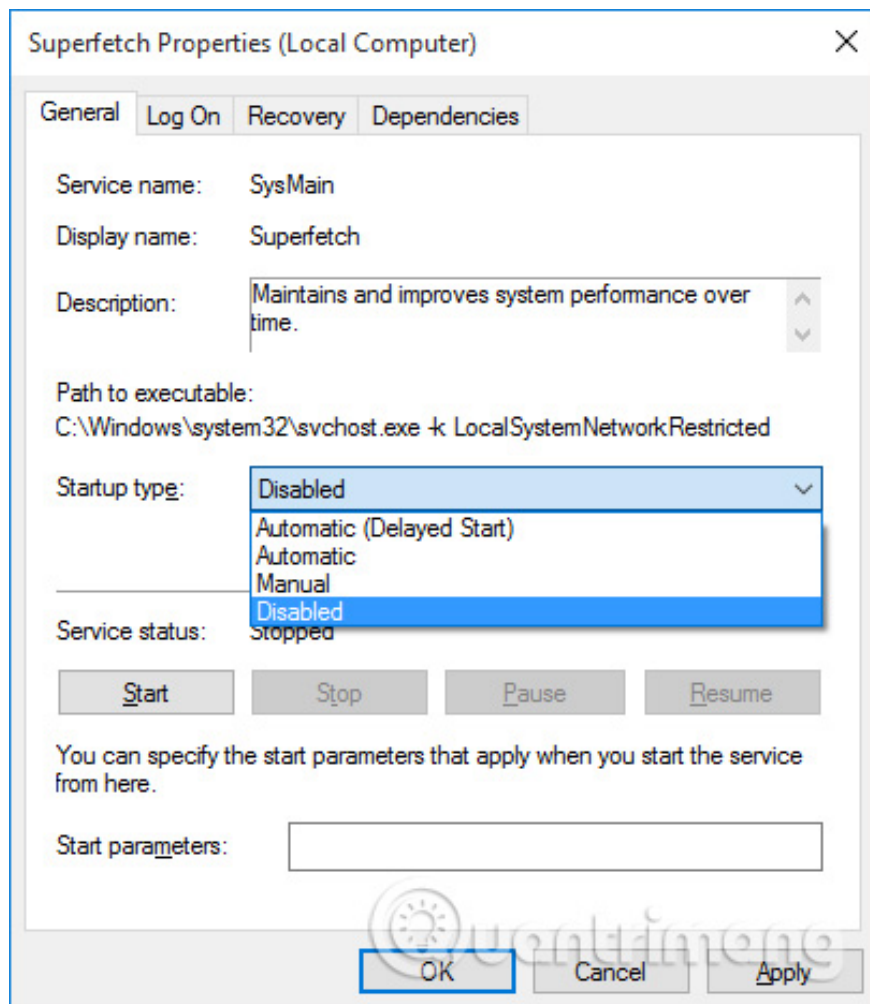 Superfetch Properties (Local Computer)
General Log On Recovery Dependencies
Service name: SysMain
Display name: Superfetch
Description: Maintains and improves system performance over
time.
Path to executable:
C:\Windows\system32\svchost.exe -k LocalSystemNetworkRestricted
Startup type: Disabled
Automatic (Delayed Start)
Automatic
Manual
Disabled
Service status: Stopped
Start Stop Pause Resume
You can specify the start parameters that apply when you start the service
from here.
Start parameters:
Quantrimang
OK Cancel Apply